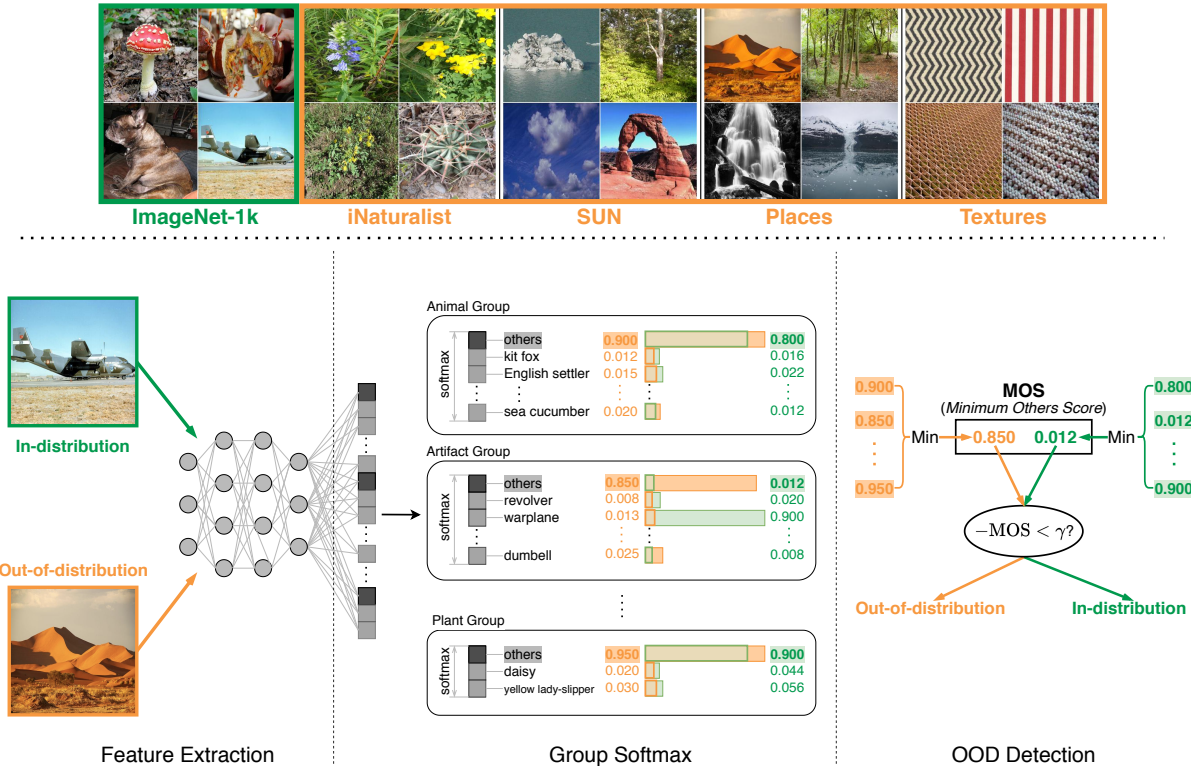 ImageNet-1k
iNaturalist
SUN
Places
Textures
In-distribution
Out-of-distribution
Feature Extraction
Animal Group
softmax
others 0.900 0.800
kit fox 0.012 0.016
English settler 0.015 0.022
sea cucumber 0.020 0.012
Artifact Group
softmax
others 0.850 0.012
revolver 0.008 0.020
warplane 0.013 0.900
dumbell 0.025 0.008
Plant Group
softmax
others 0.950 0.900
daisy 0.020 0.044
yellow lady-slipper 0.030 0.056
Group Softmax
MOS
(Minimum Others Score)
0.900
0.850
0.950
Min
0.850 0.012
Min
0.800
0.012
0.900
−MOS < γ?
Out-of-distribution
In-distribution
OOD Detection